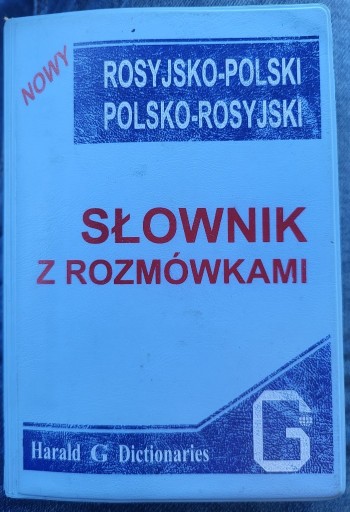 NOWY
ROSYJSKO-POLSKI
POLSKO-ROSYJSKI
SŁOWNIK
Z ROZMÓWKAMI
G
Harald G Dictionaries